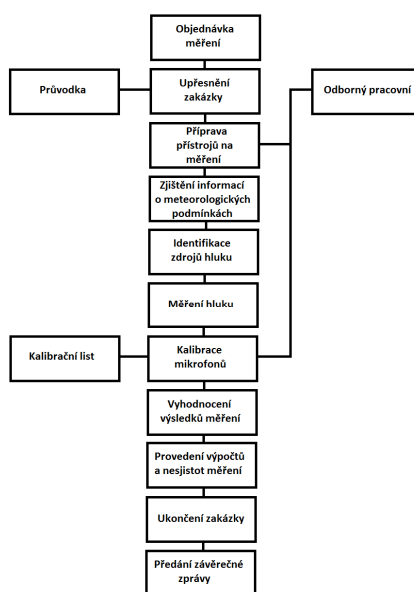 Objednávka
měření
Průvodka
Upřesnění
zakázky
Odborný pracovní
Příprava
přístrojů na
měření
Zjištění informací
o meteorologických
podmínkách
Identifikace
zdrojů hluku
Měření hluku
Kalibrační list
Kalibrace
mikrofonů
Vyhodnocení
výsledků měření
Provedení výpočtů
a nesjistot měření
Ukončení zakázky
Předání závěrečné
zprávy